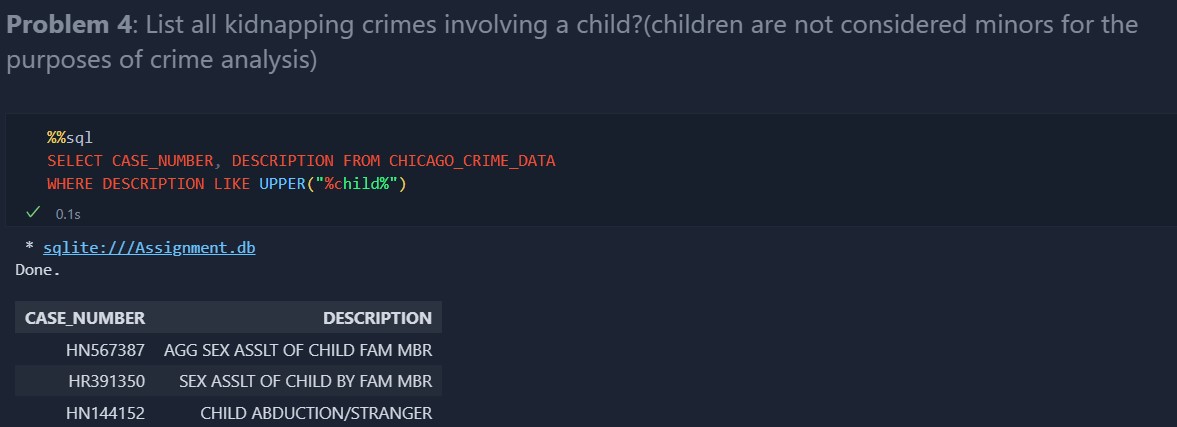 Problem 4: List all kidnapping crimes involving a child?(children are not considered minors for the
purposes of crime analysis)
%%sql
SELECT CASE_NUMBER, DESCRIPTION FROM CHICAGO_CRIME_DATA
WHERE DESCRIPTION LIKE UPPER("%child%")
✓ 0.1s
* sqlite:///Assignment.db
Done.
CASE_NUMBER DESCRIPTION
HN567387 AGG SEX ASSLT OF CHILD FAM MBR
HR391350 SEX ASSLT OF CHILD BY FAM MBR
HN144152 CHILD ABDUCTION/STRANGER